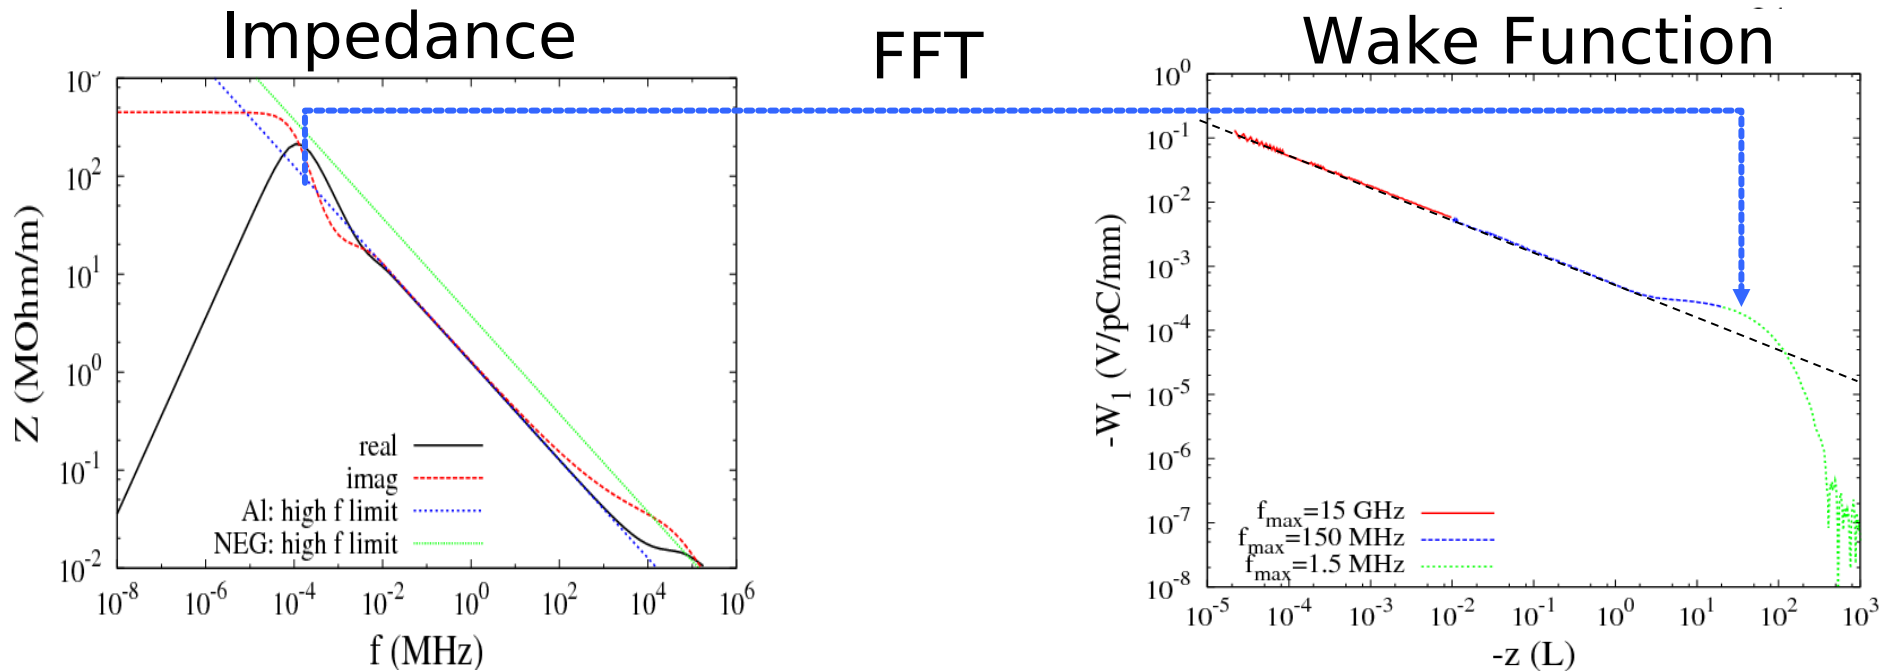 Impedance
FFT
Wake Function
10^3
10^2
10^1
10^0
10^-1
10^-2
Z (MOhm/m)
real
imag
Al: high f limit
NEG: high f limit
10^-8
10^-6
10^-4
10^-2
10^0
10^2
10^4
10^6
f (MHz)
10^0
10^-1
10^-2
10^-3
10^-4
10^-5
10^-6
10^-7
10^-8
-W_1 (V/pC/mm)
f_max=15 GHz
f_max=150 MHz
f_max=1.5 MHz
10^-5
10^-4
10^-3
10^-2
10^-1
10^0
10^1
10^2
10^3
-z (L)